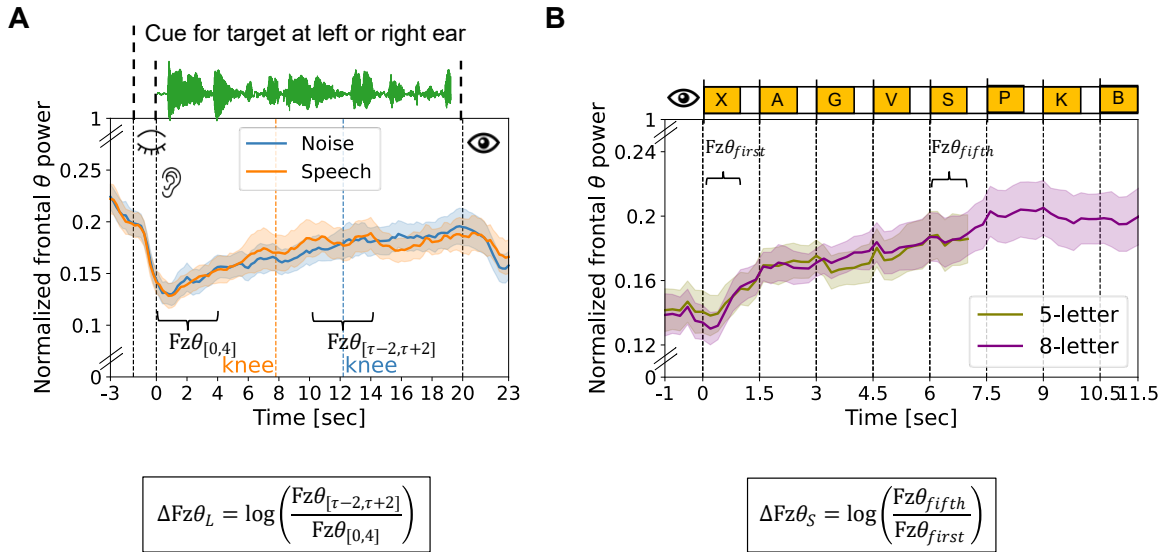 A
Cue for target at left or right ear
Normalized frontal θ power
1
0.25
0.2
0.15
0.1
0
Noise
Speech
Fzθ[0,4]
Fzθ[τ−2,τ+2]
knee
knee
-3 -2 0 2 4 6 8 10 12 14 16 18 20 23
Time [sec]
ΔFzθL = log(Fzθ[τ−2,τ+2] / Fzθ[0,4])
B
X A G V S P K B
Normalized frontal θ power
1
0.24
0.2
0.16
0.12
0
Fzθfirst
Fzθfifth
5-letter
8-letter
-1 0 1.5 3 4.5 6 7.5 9 10.5 11.5
Time [sec]
ΔFzθS = log(Fzθfifth / Fzθfirst)